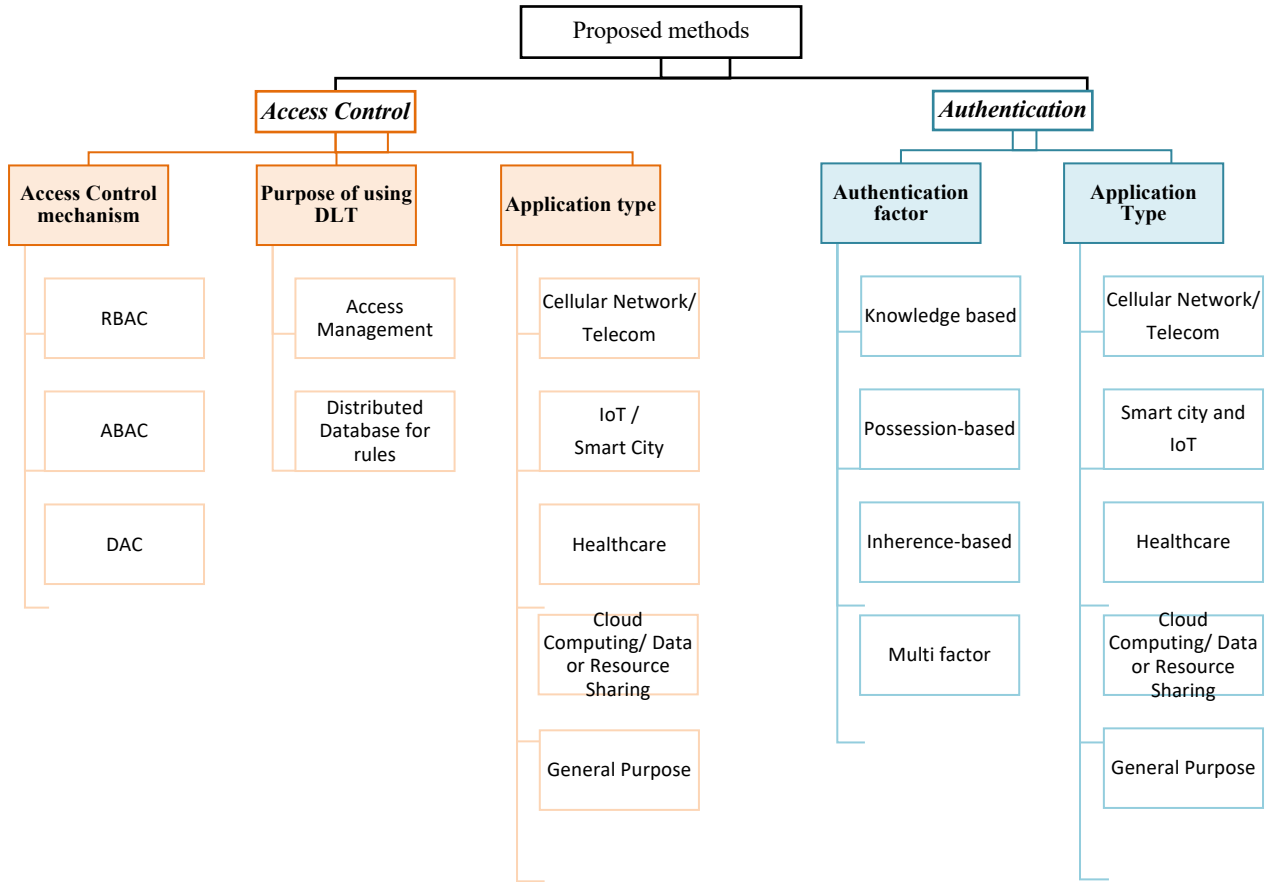 Proposed methods
Access Control
Authentication
Access Control
mechanism
Purpose of using
DLT
Application type
Authentication
factor
Application
Type
RBAC
ABAC
DAC
Access
Management
Distributed
Database for
rules
Cellular Network/
Telecom
IoT /
Smart City
Healthcare
Cloud
Computing/ Data
or Resource
Sharing
General Purpose
Knowledge based
Possession-based
Inherence-based
Multi factor
Cellular Network/
Telecom
Smart city and
IoT
Healthcare
Cloud
Computing/ Data
or Resource
Sharing
General Purpose